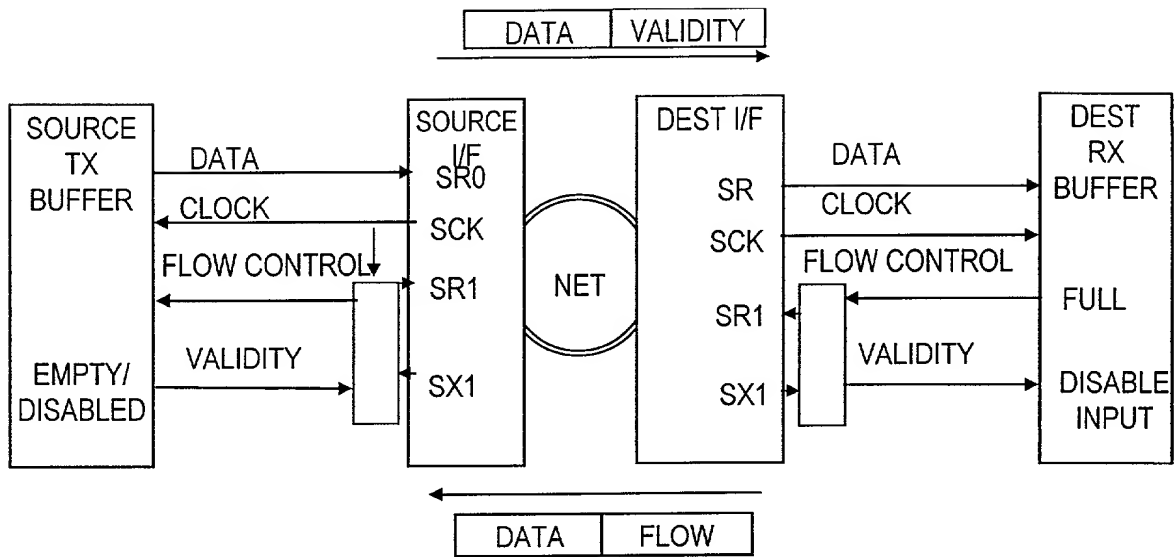 DATA VALIDITY
SOURCE
TX
BUFFER
DATA
CLOCK
FLOW CONTROL
VALIDITY
EMPTY/
DISABLED
SOURCE
I/F
SR0
SCK
SR1
SX1
NET
DEST I/F
SR
SCK
SR1
SX1
DATA
CLOCK
FLOW CONTROL
VALIDITY
DEST
RX
BUFFER
FULL
DISABLE
INPUT
DATA FLOW